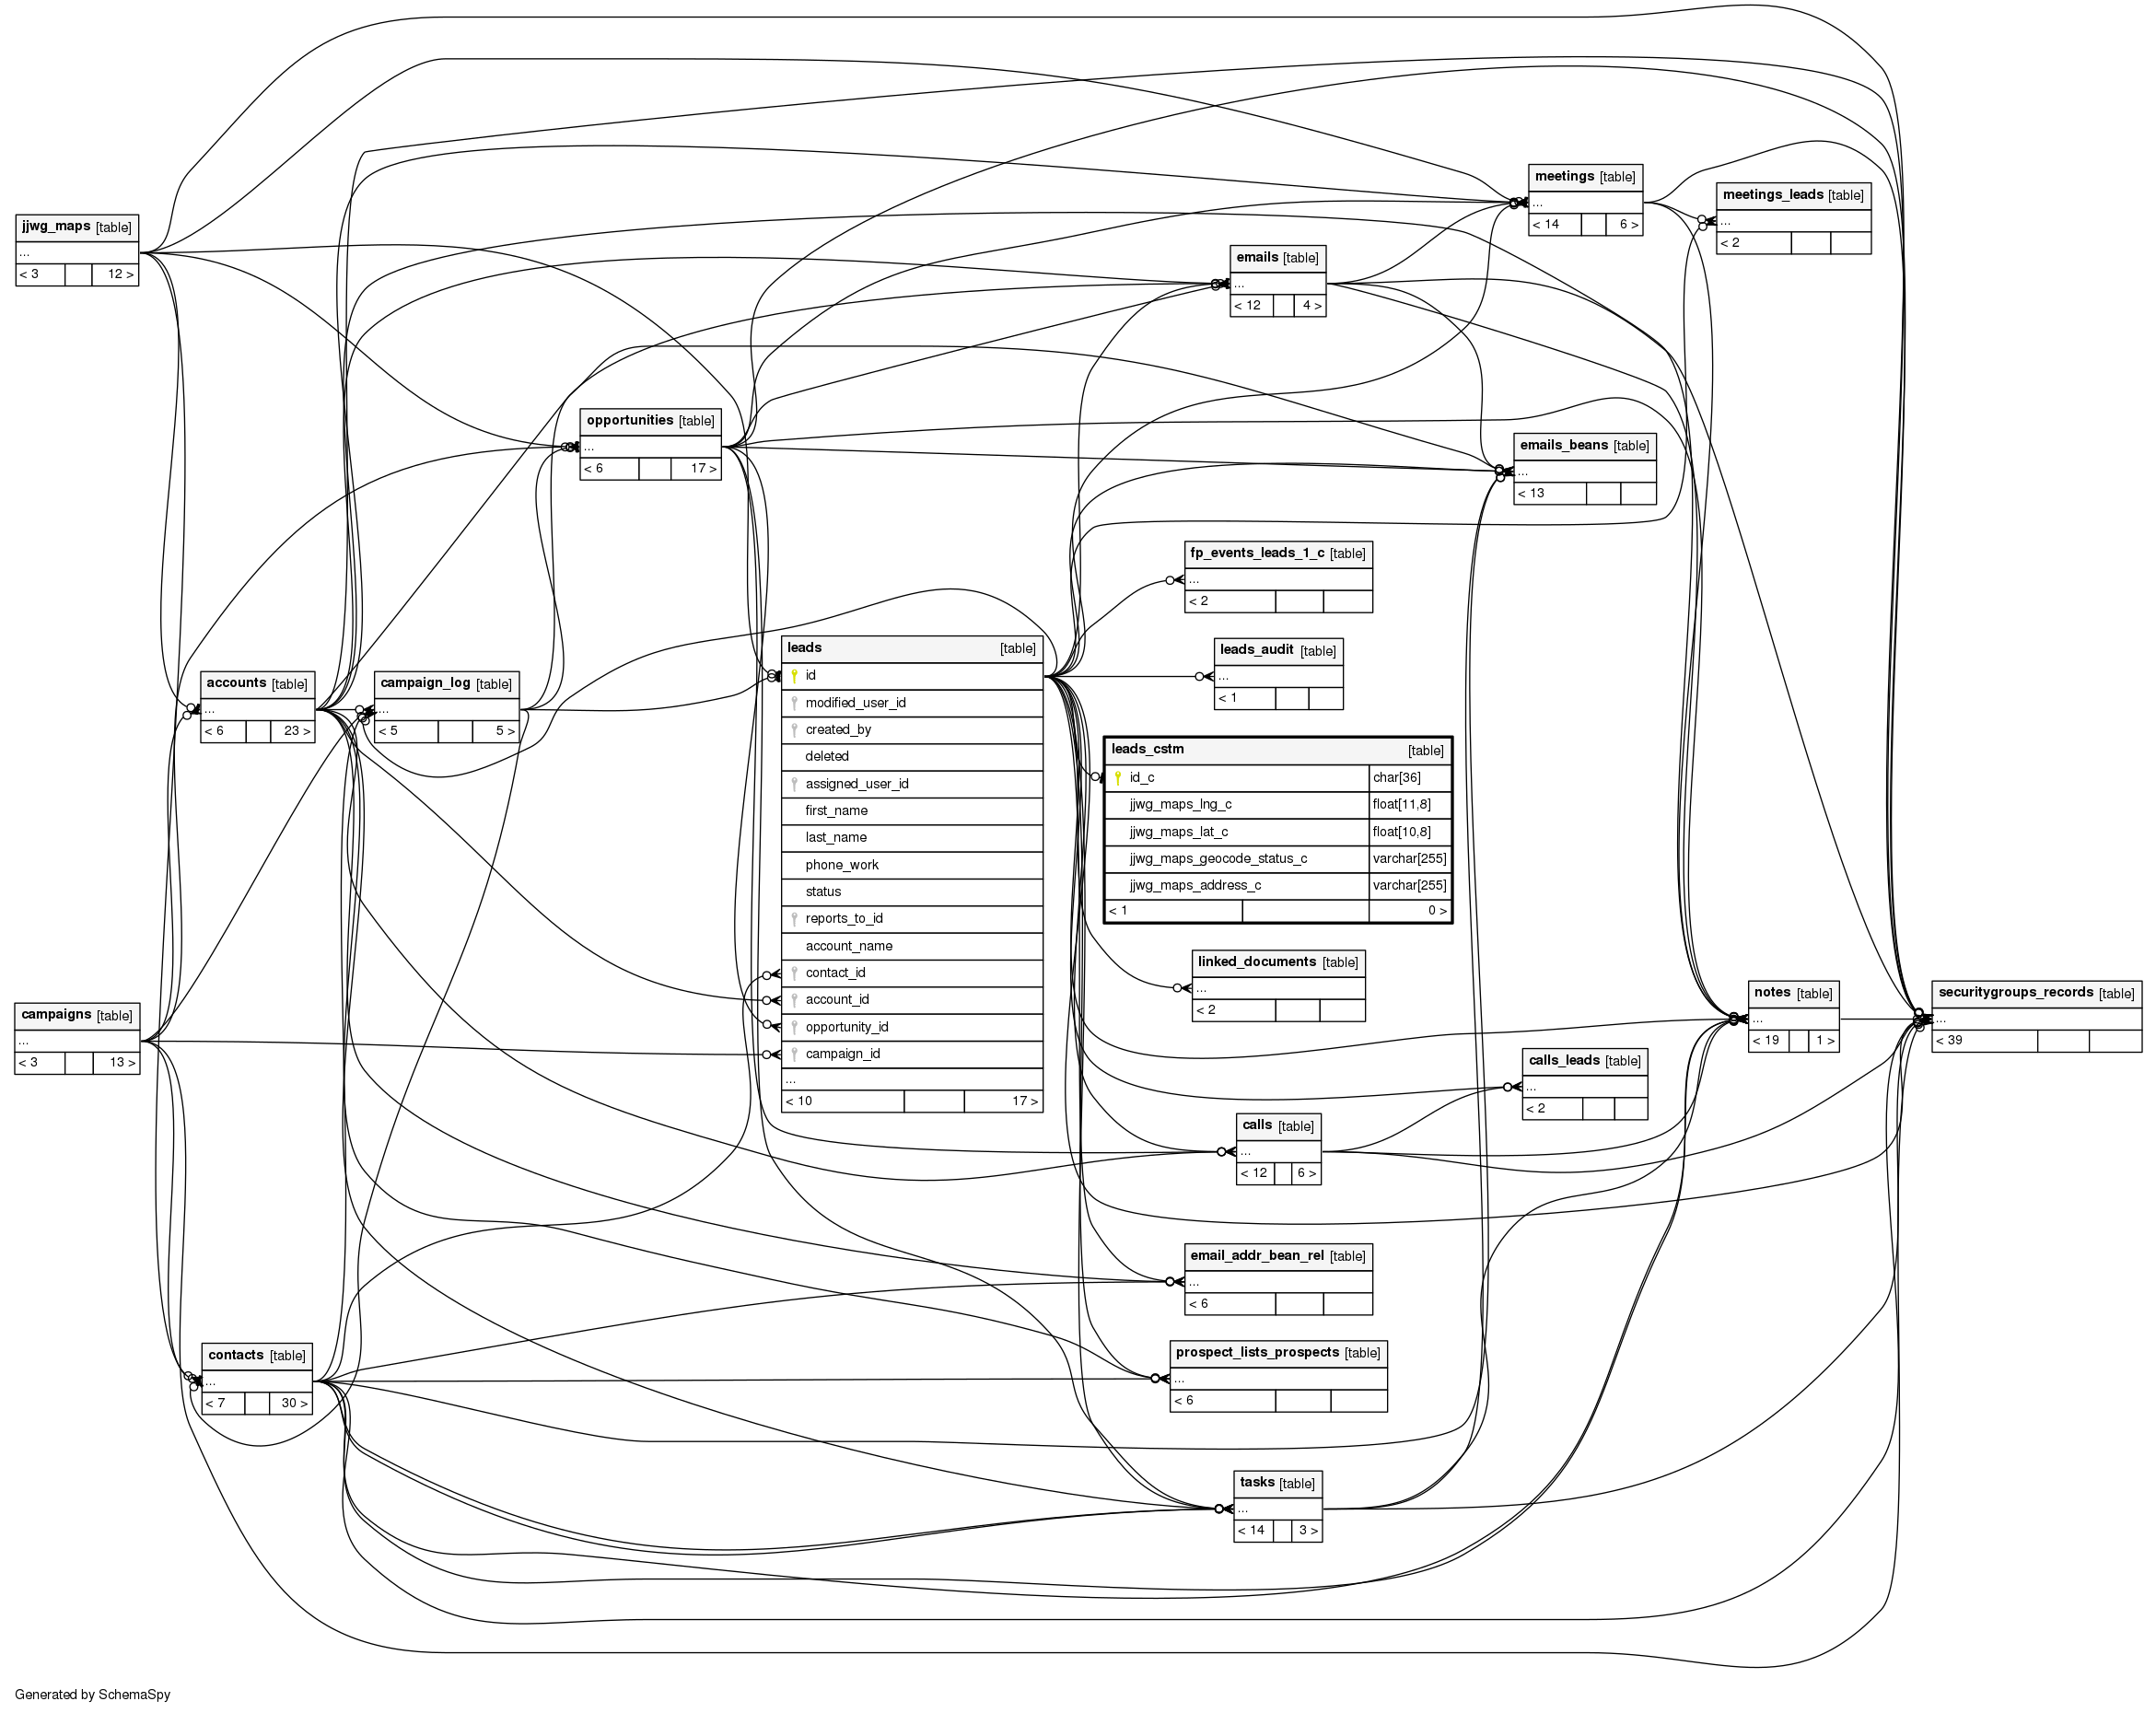 meetings [table]
...
< 14 6 >
meetings_leads [table]
...
< 2
jjwg_maps [table]
...
< 3 12 >
emails [table]
...
< 12 4 >
opportunities [table]
...
< 6 17 >
emails_beans [table]
...
< 13
fp_events_leads_1_c [table]
...
< 2
leads [table]
id
modified_user_id
created_by
deleted
assigned_user_id
first_name
last_name
phone_work
status
reports_to_id
account_name
contact_id
account_id
opportunity_id
campaign_id
...
< 10 17 >
leads_audit [table]
...
< 1
accounts [table]
...
< 6 23 >
campaign_log [table]
...
< 5 5 >
leads_cstm [table]
id_c char[36]
jjwg_maps_lng_c float[11,8]
jjwg_maps_lat_c float[10,8]
jjwg_maps_geocode_status_c varchar[255]
jjwg_maps_address_c varchar[255]
< 1 0 >
linked_documents [table]
...
< 2
notes [table]
...
< 19 1 >
securitygroups_records [table]
...
< 39
campaigns [table]
...
< 3 13 >
calls_leads [table]
...
< 2
calls [table]
...
< 12 6 >
email_addr_bean_rel [table]
...
< 6
prospect_lists_prospects [table]
...
< 6
contacts [table]
...
< 7 30 >
tasks [table]
...
< 14 3 >
Generated by SchemaSpy